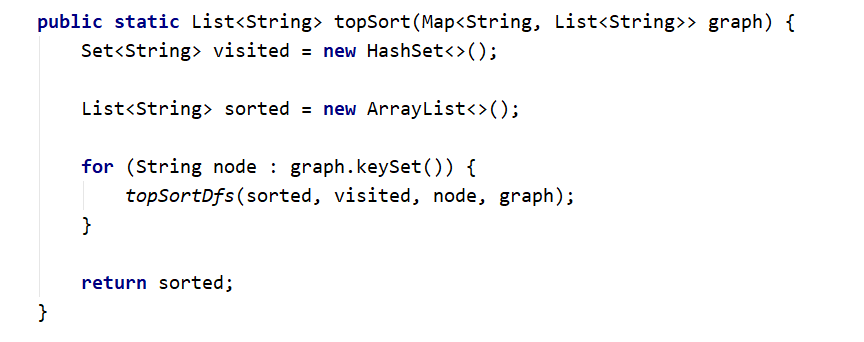 public static List<String> topSort(Map<String, List<String>> graph) {
    Set<String> visited = new HashSet<>();

    List<String> sorted = new ArrayList<>();

    for (String node : graph.keySet()) {
        topSortDfs(sorted, visited, node, graph);
    }

    return sorted;
}